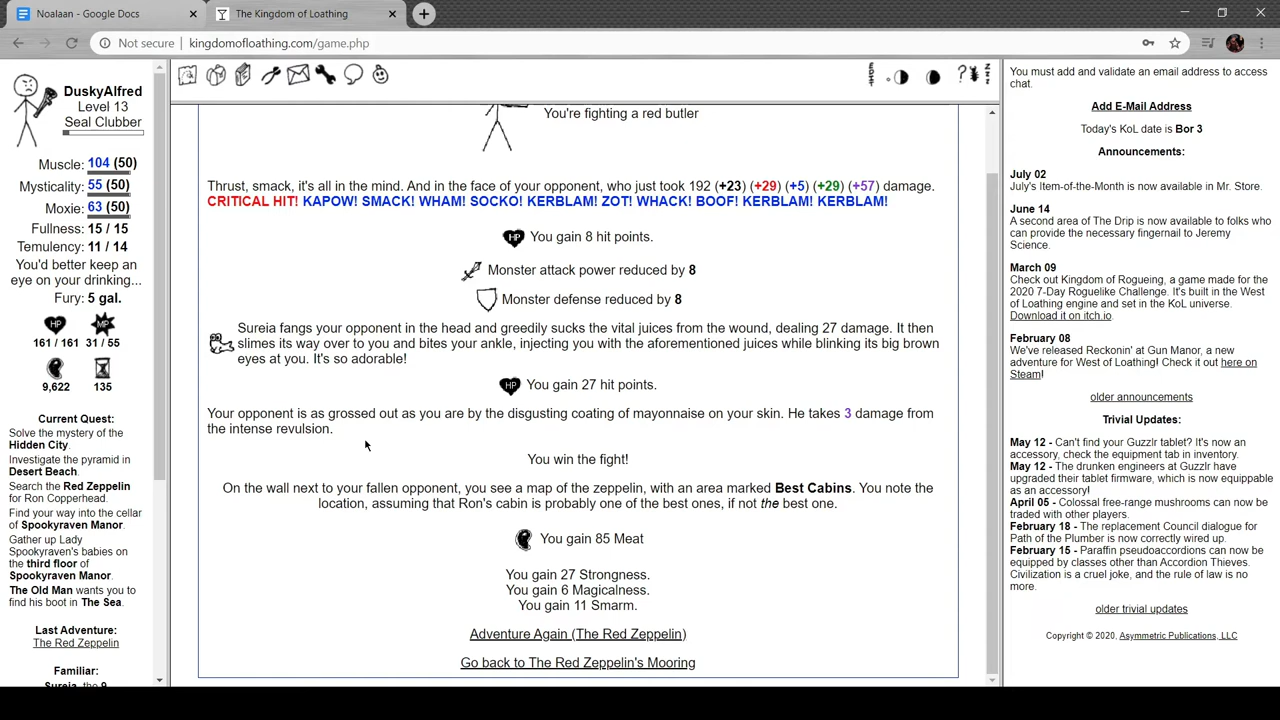 Noalaan - Google Docs
The Kingdom of Loathing
Not secure | kingdomofloathing.com/game.php
DuskyAlfred
Level 13
Seal Clubber
Muscle: 104 (50)
Mysticality: 55 (50)
Moxie: 63 (50)
Fullness: 15 / 15
Temulency: 11 / 14
You'd better keep an
eye on your drinking...
Fury: 5 gal.
HP MP
161 / 161 31 / 55
9,622 135
Current Quest:
Solve the mystery of the
Hidden City.
Investigate the pyramid in
Desert Beach.
Search the Red Zeppelin
for Ron Copperhead.
Find your way into the cellar
of Spookyraven Manor.
Gather up Lady
Spookyraven's babies on
the third floor of
Spookyraven Manor.
The Old Man wants you to
find his boot in The Sea.
Last Adventure:
The Red Zeppelin
Familiar:
You're fighting a red butler
Thrust, smack, it's all in the mind. And in the face of your opponent, who just took 192 (+23) (+29) (+5) (+29) (+57) damage.
CRITICAL HIT! KAPOW! SMACK! WHAM! SOCKO! KERBLAM! ZOT! WHACK! BOOF! KERBLAM! KERBLAM!
HP You gain 8 hit points.
Monster attack power reduced by 8
Monster defense reduced by 8
Sureia fangs your opponent in the head and greedily sucks the vital juices from the wound, dealing 27 damage. It then
slimes its way over to you and bites your ankle, injecting you with the aforementioned juices while blinking its big brown
eyes at you. It's so adorable!
HP You gain 27 hit points.
Your opponent is as grossed out as you are by the disgusting coating of mayonnaise on your skin. He takes 3 damage from
the intense revulsion.
You win the fight!
On the wall next to your fallen opponent, you see a map of the zeppelin, with an area marked Best Cabins. You note the
location, assuming that Ron's cabin is probably one of the best ones, if not the best one.
You gain 85 Meat
You gain 27 Strongness.
You gain 6 Magicalness.
You gain 11 Smarm.
Adventure Again (The Red Zeppelin)
Go back to The Red Zeppelin's Mooring
You must add and validate an email address to access
chat.
Add E-Mail Address
Today's KoL date is Bor 3
Announcements:
July 02
July's Item-of-the-Month is now available in Mr. Store.
June 14
A second area of The Drip is now available to folks who
can provide the necessary fingernail to Jeremy
Science.
March 09
Check out Kingdom of Rogueing, a game made for the
2020 7-Day Roguelike Challenge. It's built in the West
of Loathing engine and set in the KoL universe.
Download it on itch.io.
February 08
We've released Reckonin' at Gun Manor, a new
adventure for West of Loathing! Check it out here on
Steam!
older announcements
Trivial Updates:
May 12 - Can't find your Guzzlr tablet? It's now an
accessory, check the equipment tab in inventory.
May 12 - The drunken engineers at Guzzlr have
upgraded their tablet firmware, which is now equippable
as an accessory!
April 05 - Colossal free-range mushrooms can now be
traded with other players.
February 18 - The replacement Council dialogue for
Path of the Plumber is now correctly wired up.
February 15 - Paraffin pseudoaccordions can now be
equipped by classes other than Accordion Thieves.
Civilization is a cruel joke, and the rule of law is no
more.
older trivial updates
Copyright © 2020, Asymmetric Publications, LLC